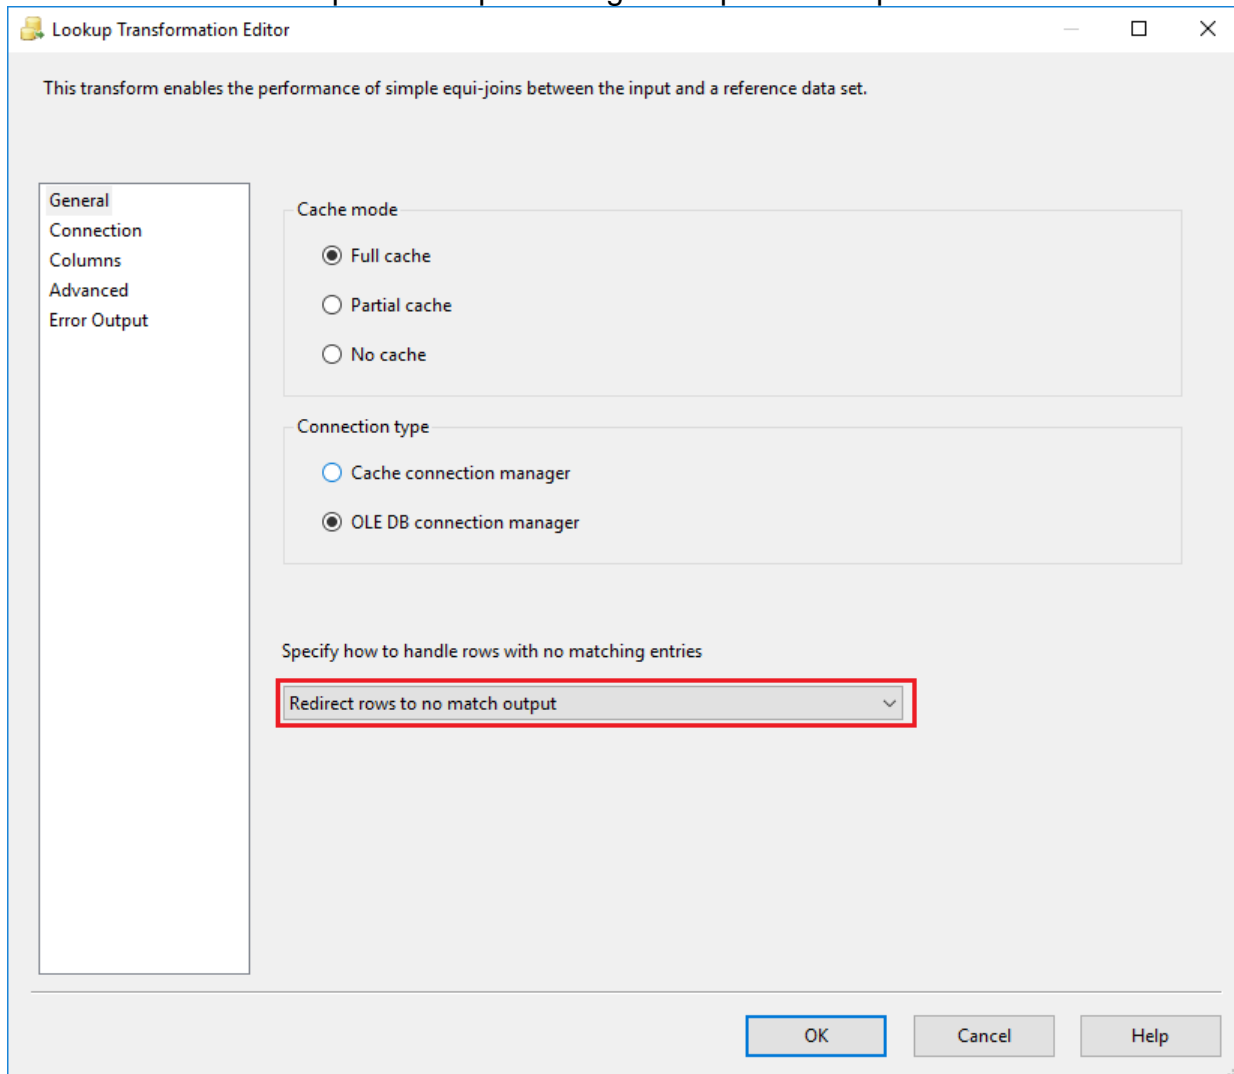 Lookup Transformation Editor
This transform enables the performance of simple equi-joins between the input and a reference data set.
General
Connection
Columns
Advanced
Error Output
Cache mode
Full cache
Partial cache
No cache
Connection type
Cache connection manager
OLE DB connection manager
Specify how to handle rows with no matching entries
Redirect rows to no match output
OK
Cancel
Help